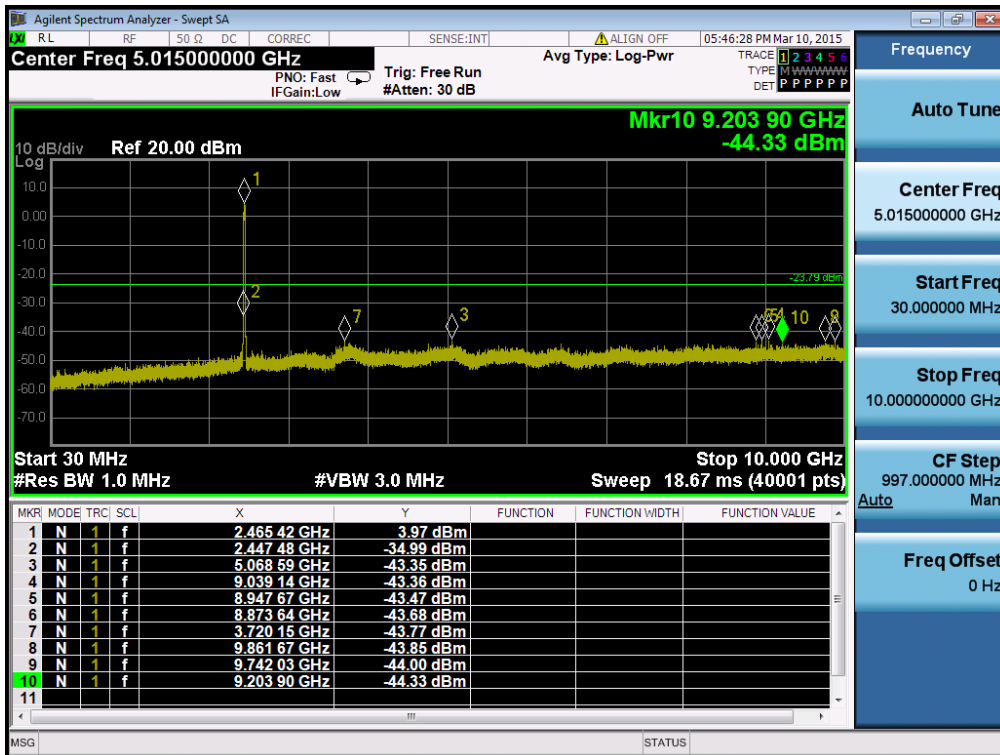 Agilent Spectrum Analyzer - Swept SA
LXI RL RF 50 Ω DC CORREC SENSE:INT ALIGN OFF 05:46:28 PM Mar 10, 2015
Center Freq 5.015000000 GHz
PNO: Fast
IFGain:Low
Trig: Free Run
#Atten: 30 dB
Avg Type: Log-Pwr
TRACE 1 2 3 4 5 6
TYPE M WWWWW
DET P P P P P P
Mkr10 9.203 90 GHz
-44.33 dBm
10 dB/div Ref 20.00 dBm
Log
10.0
0.00
-10.0
-20.0
-30.0
-40.0
-50.0
-60.0
-70.0
1
2
7
3
5
4
10
9
-23.79 dBm
Start 30 MHz Stop 10.000 GHz
#Res BW 1.0 MHz #VBW 3.0 MHz Sweep 18.67 ms (40001 pts)
MKR MODE TRC SCL X Y FUNCTION FUNCTION WIDTH FUNCTION VALUE
1 N 1 f 2.465 42 GHz 3.97 dBm
2 N 1 f 2.447 48 GHz -34.99 dBm
3 N 1 f 5.068 59 GHz -43.35 dBm
4 N 1 f 9.039 14 GHz -43.36 dBm
5 N 1 f 8.947 67 GHz -43.47 dBm
6 N 1 f 8.873 64 GHz -43.68 dBm
7 N 1 f 3.720 15 GHz -43.77 dBm
8 N 1 f 9.861 67 GHz -43.85 dBm
9 N 1 f 9.742 03 GHz -44.00 dBm
10 N 1 f 9.203 90 GHz -44.33 dBm
11
MSG STATUS
Frequency
Auto Tune
Center Freq
5.015000000 GHz
Start Freq
30.000000 MHz
Stop Freq
10.000000000 GHz
CF Step
997.000000 MHz
Auto Man
Freq Offset
0 Hz